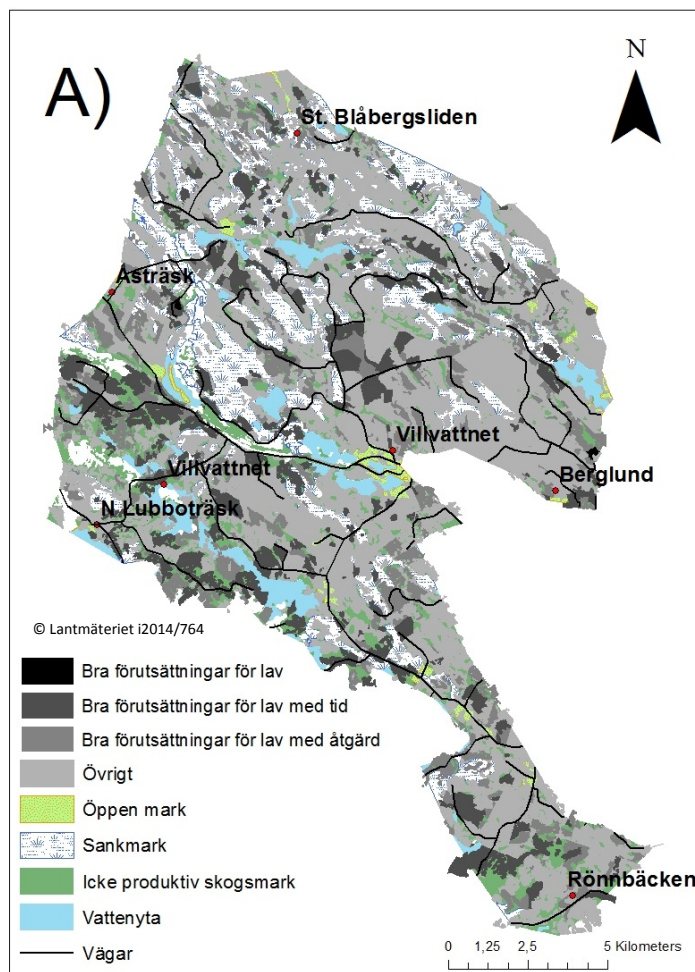 A)
N
St. Blåbergsliden
Åsträsk
Villvattnet
Villvattnet
Berglund
N Lubboträsk
© Lantmäteriet i2014/764
Bra förutsättningar för lav
Bra förutsättningar för lav med tid
Bra förutsättningar för lav med åtgärd
Övrigt
Öppen mark
Sankmark
Icke produktiv skogsmark
Vattenyta
Vägar
Rönnbäcken
0 1,25 2,5 5 Kilometers